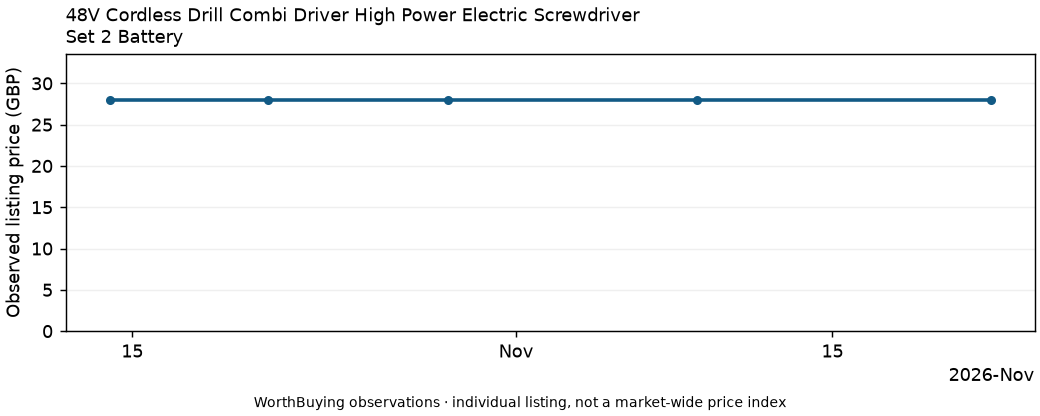 48V Cordless Drill Combi Driver High Power Electric Screwdriver
Set 2 Battery
Observed listing price (GBP)
30
25
20
15
10
5
0
15
Nov
15
2026-Nov
WorthBuying observations · individual listing, not a market-wide price index